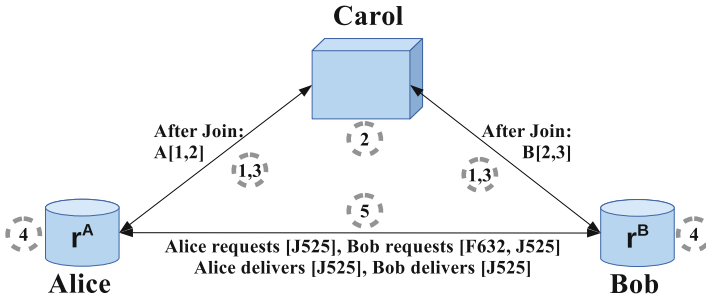 Carol
After Join:
A[1,2]
After Join:
B[2,3]
2
1,3
1,3
5
4
r^A
r^B
4
Alice requests [J525], Bob requests [F632, J525]
Alice delivers [J525], Bob delivers [J525]
Alice
Bob